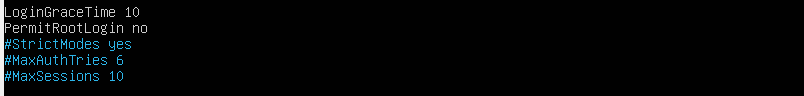 LoginGraceTime 10
PermitRootLogin no
#StrictModes yes
#MaxAuthTries 6
#MaxSessions 10